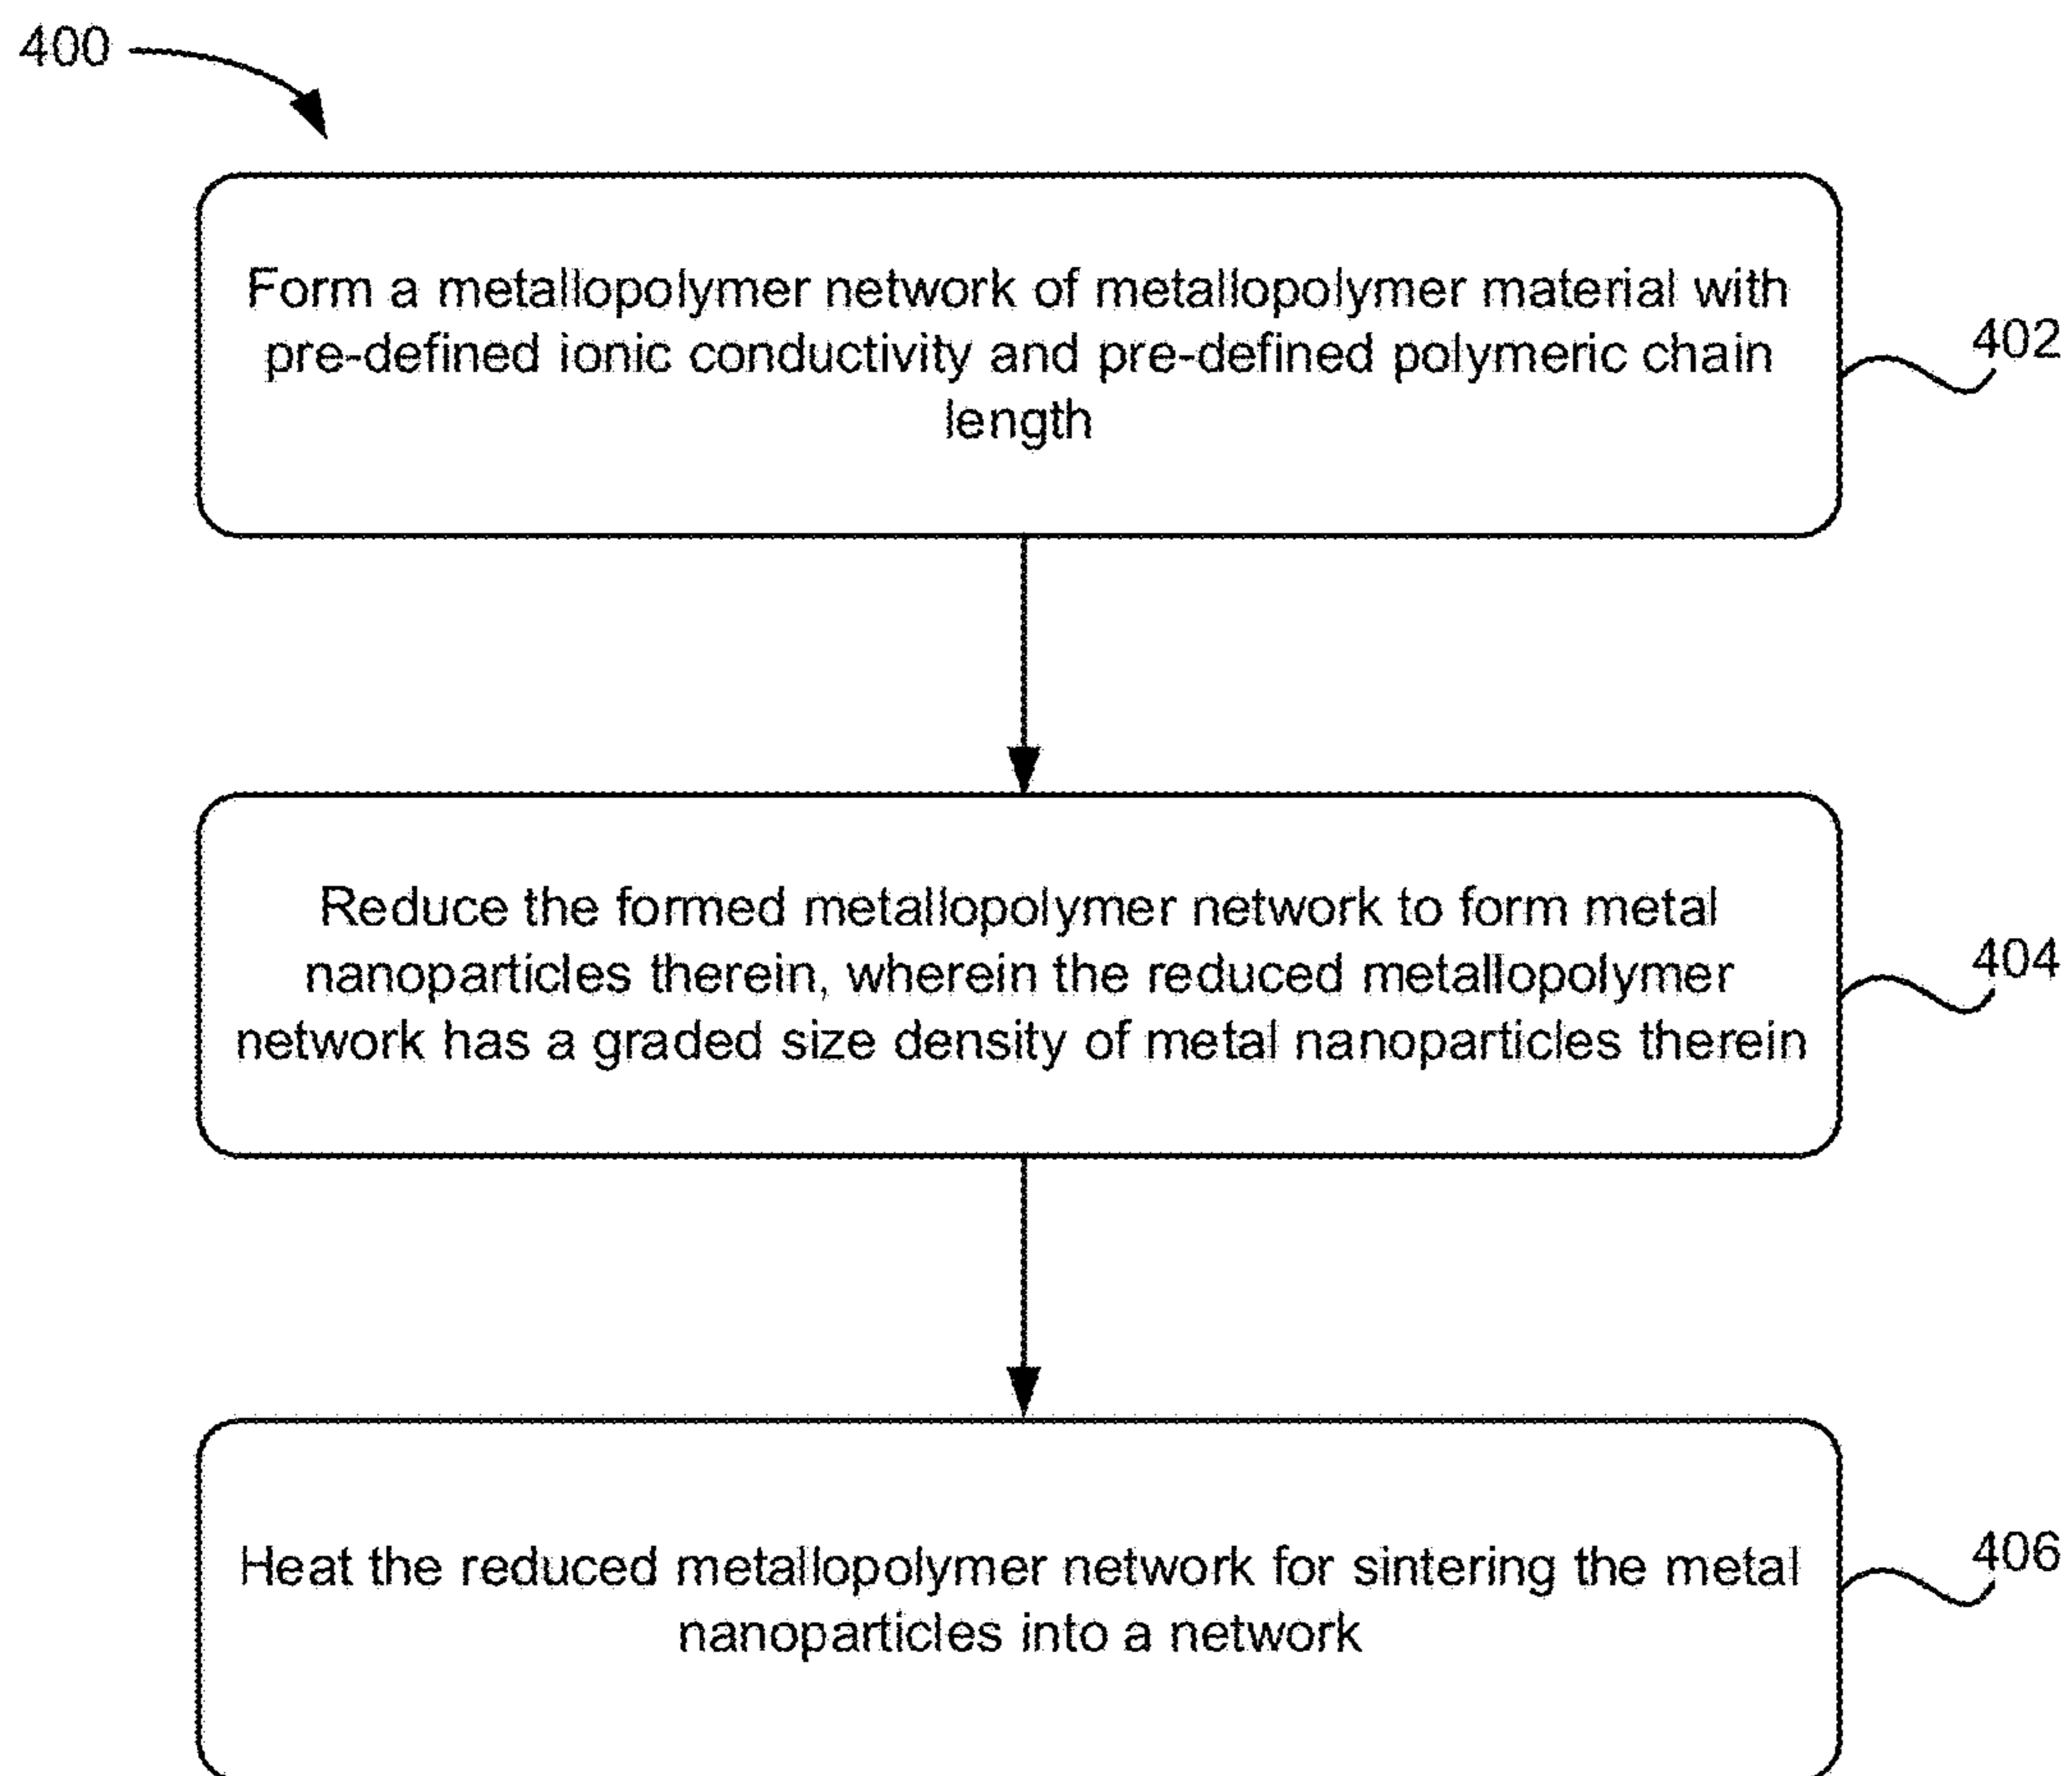 400
Form a metallopolymer network of metallopolymer material with
pre-defined ionic conductivity and pre-defined polymeric chain
length
402
Reduce the formed metallopolymer network to form metal
nanoparticles therein, wherein the reduced metallopolymer
network has a graded size density of metal nanoparticles therein
404
Heat the reduced metallopolymer network for sintering the metal
nanoparticles into a network
406